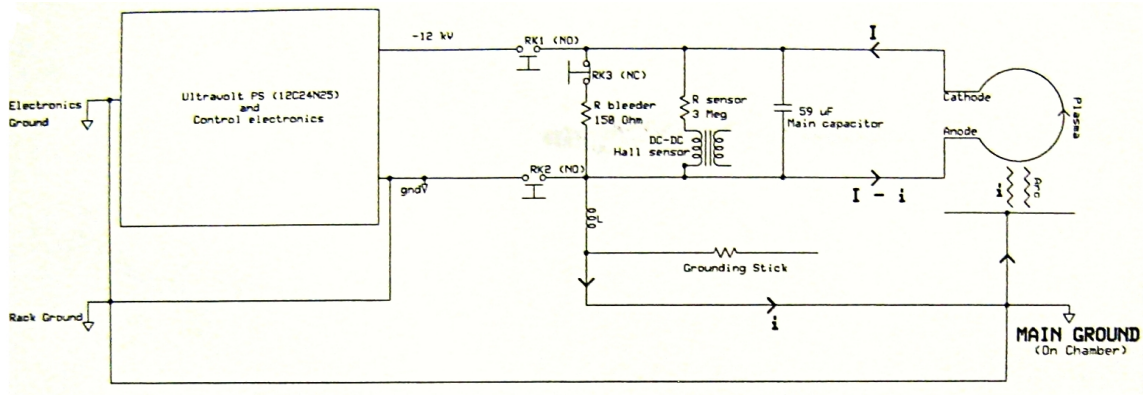 -12 kV
RK1 (NO)
I
RK3 (NC)
Ultravolt PS (12C24N25)
and
Control electronics
Electronics
Ground
R bleeder
150 Ohm
R sensor
3 Meg
59 uF
Main capacitor
Cathode
Anode
Plasma
DC-DC
Hall sensor
RK2 (NO)
gnd
I - i
i
Arc
L
Grounding Stick
Rack Ground
i
MAIN GROUND
(On Chamber)